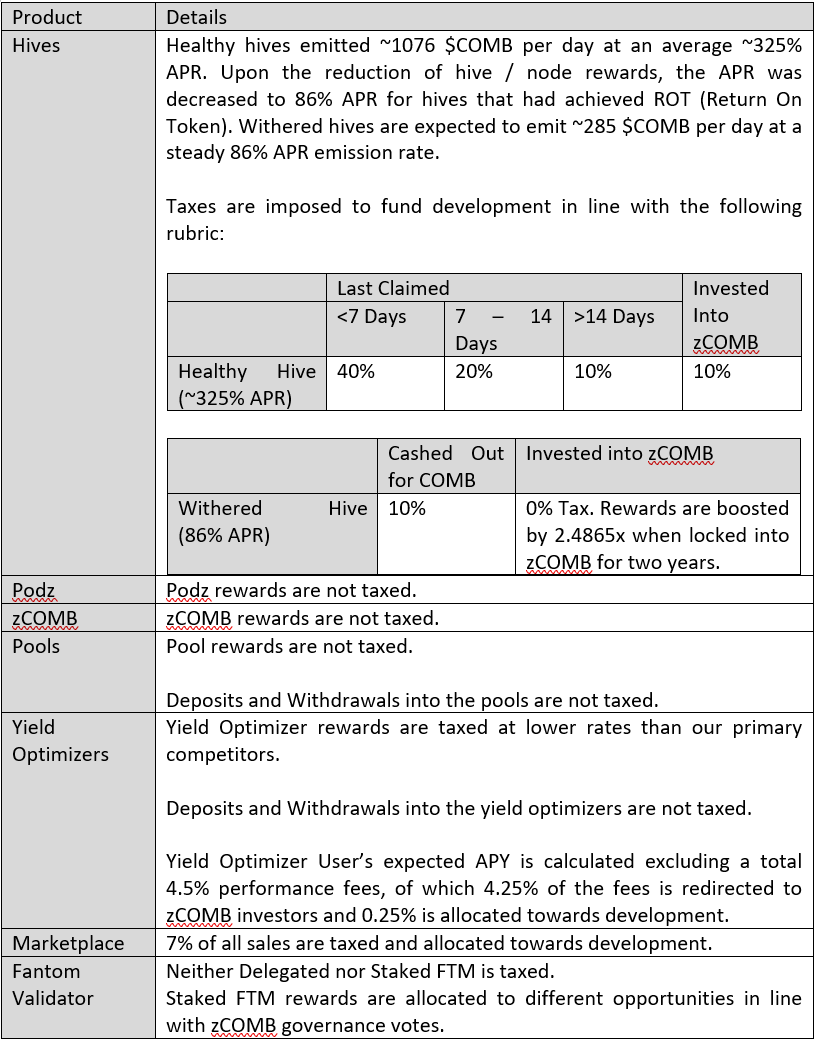 Product Details
Hives Healthy hives emitted ~1076 $COMB per day at an average ~325%
APR. Upon the reduction of hive / node rewards, the APR was
decreased to 86% APR for hives that had achieved ROT (Return On
Token). Withered hives are expected to emit ~285 $COMB per day at a
steady 86% APR emission rate.
Taxes are imposed to fund development in line with the following
rubric:
Last Claimed Invested
<7 Days 7 – 14 >14 Days Into
Days zCOMB
Healthy Hive 40% 20% 10% 10%
(~325% APR)
Cashed Out Invested into zCOMB
for COMB
Withered Hive 10% 0% Tax. Rewards are boosted
(86% APR) by 2.4865x when locked into
zCOMB for two years.
Podz Podz rewards are not taxed.
zCOMB zCOMB rewards are not taxed.
Pools Pool rewards are not taxed.
Deposits and Withdrawals into the pools are not taxed.
Yield Yield Optimizer rewards are taxed at lower rates than our primary
Optimizers competitors.
Deposits and Withdrawals into the yield optimizers are not taxed.
Yield Optimizer User's expected APY is calculated excluding a total
4.5% performance fees, of which 4.25% of the fees is redirected to
zCOMB investors and 0.25% is allocated towards development.
Marketplace 7% of all sales are taxed and allocated towards development.
Fantom Neither Delegated nor Staked FTM is taxed.
Validator Staked FTM rewards are allocated to different opportunities in line
with zCOMB governance votes.